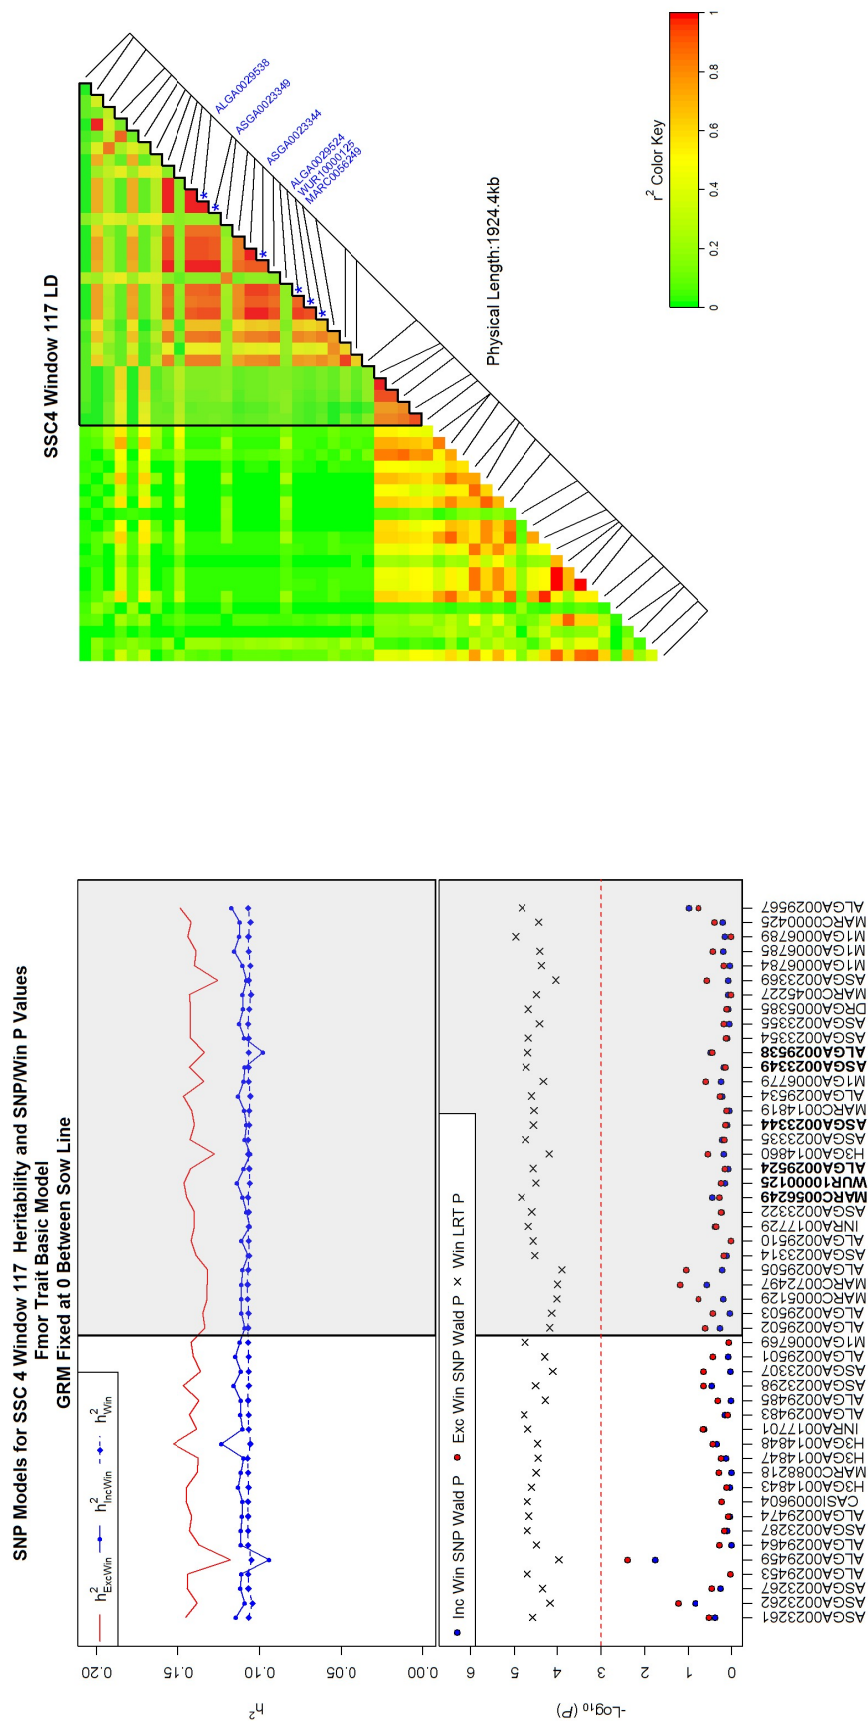 SNP Models for SSC 4 Window 117 Heritability and SNP/Win P Values
Fmor Trait Basic Model
GRM Fixed at 0 Between Sow Line
h²ExcWin h²IncWin h²Win
h²
0.00 0.05 0.10 0.15 0.20
Inc Win SNP Wald P Exc Win SNP Wald P × Win LRT P
-Log10 (P)
0 1 2 3 4 5 6
ASGA0023261
ASGA0023262
ASGA0023267
ALGA0029453
ALGA0029459
ALGA0029464
ASGA0023287
ALGA0029474
CASI0009604
H3GA0014843
MARC0088218
H3GA0014847
H3GA0014848
INRA0017701
ALGA0029483
ALGA0029485
ASGA0023298
ASGA0023307
ALGA0029501
M1GA0006769
ALGA0029502
ALGA0029503
MARC0005129
MARC0072497
ALGA0029505
ASGA0023314
ALGA0029510
INRA0017729
ASGA0023322
MARC0056249
WUR10000125
ALGA0029524
H3GA0014860
ASGA0023335
ASGA0023344
MARC0014819
ALGA0029534
M1GA0006779
ASGA0023349
ALGA0029538
ASGA0023354
ASGA0023355
DRGA0005385
MARC0045227
ASGA0023369
M1GA0006784
M1GA0006785
M1GA0006789
MARC0000425
ALGA0029567
SSC4 Window 117 LD
ALGA0029538
ASGA0023349
ASGA0023344
ALGA0029524
WUR10000125
MARC0056249
* * * * * *
Physical Length:1924.4kb
r² Color Key
0 0.2 0.4 0.6 0.8 1